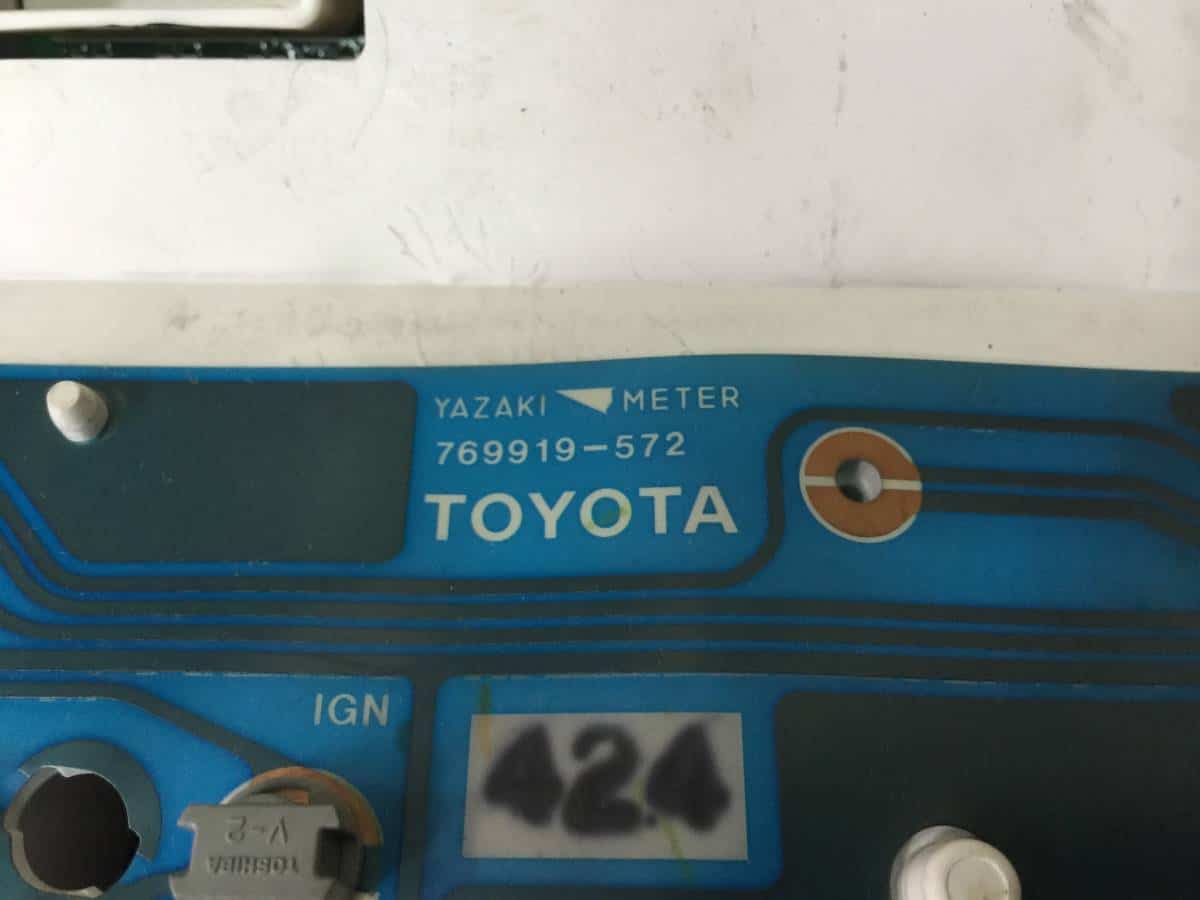 YAZAKI METER
769919-572
TOYOTA
IGN
424
V-2
TOSHIBA